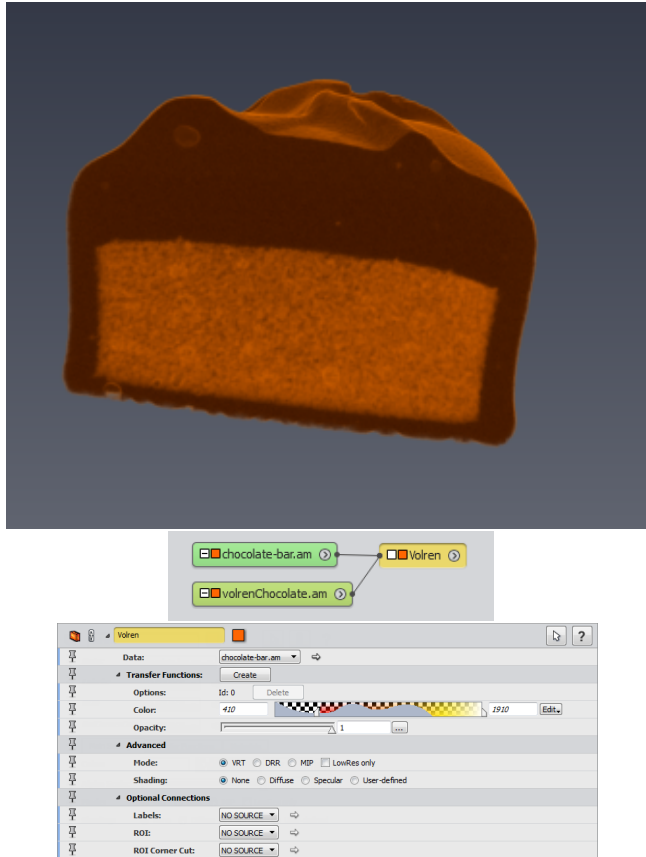 chocolate-bar.am
Volren
volrenChocolate.am
Volren
?
Data: chocolate-bar.am
Transfer Functions: Create
Options: Id: 0 Delete
Color: 410 1910 Edit
Opacity: 1 ...
Advanced
Mode: VRT DRR MIP LowRes only
Shading: None Diffuse Specular User-defined
Optional Connections
Labels: NO SOURCE
ROI: NO SOURCE
ROI Corner Cut: NO SOURCE